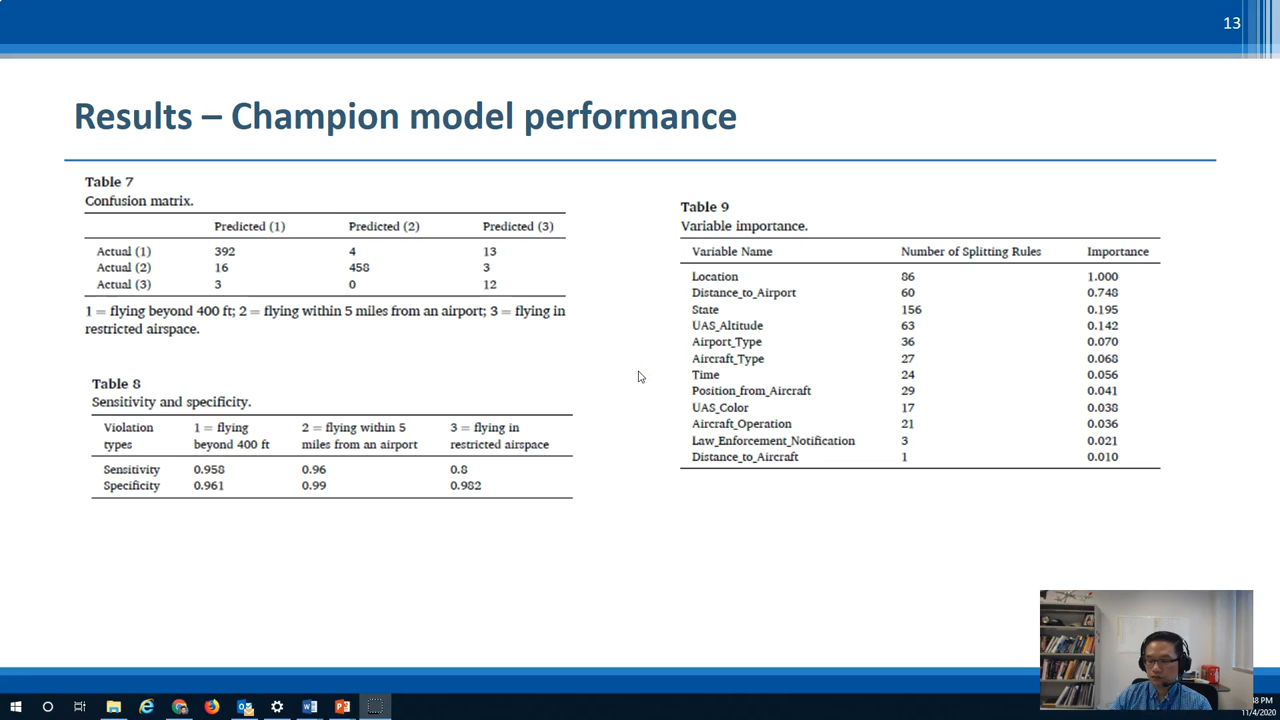 13
Results – Champion model performance
Table 7
Confusion matrix.
Predicted (1) Predicted (2) Predicted (3)
Actual (1) 392 4 13
Actual (2) 16 458 3
Actual (3) 3 0 12
1 = flying beyond 400 ft; 2 = flying within 5 miles from an airport; 3 = flying in
restricted airspace.
Table 8
Sensitivity and specificity.
Violation 1 = flying 2 = flying within 5 3 = flying in
types beyond 400 ft miles from an airport restricted airspace
Sensitivity 0.958 0.96 0.8
Specificity 0.961 0.99 0.982
Table 9
Variable importance.
Variable Name Number of Splitting Rules Importance
Location 86 1.000
Distance_to_Airport 60 0.748
State 156 0.195
UAS_Altitude 63 0.142
Airport_Type 36 0.070
Aircraft_Type 27 0.068
Time 24 0.056
Position_from_Aircraft 29 0.041
UAS_Color 17 0.038
Aircraft_Operation 21 0.036
Law_Enforcement_Notification 3 0.021
Distance_to_Aircraft 1 0.010
PM
11/4/2020